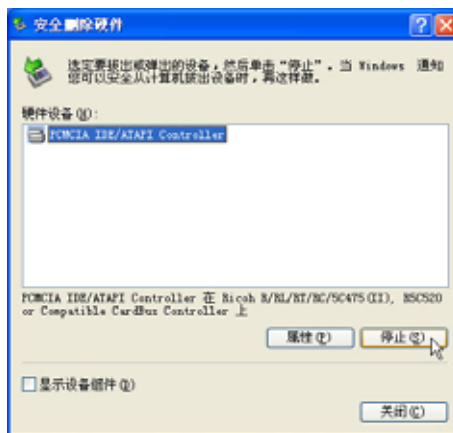 安全删除硬件
选定要拔出或弹出的设备，然后单击“停止”。当 Windows 通知
您可以安全从计算机拔出设备时，再这样做。
硬件设备(H):
PCMCIA IDE/ATAPI Controller
PCMCIA IDE/ATAPI Controller 在 Ricoh R/RL/RT/RC/5C475(II), R5C520
or Compatible CardBus Controller 上
属性(P)
停止(S)
显示设备组件(D)
关闭(C)